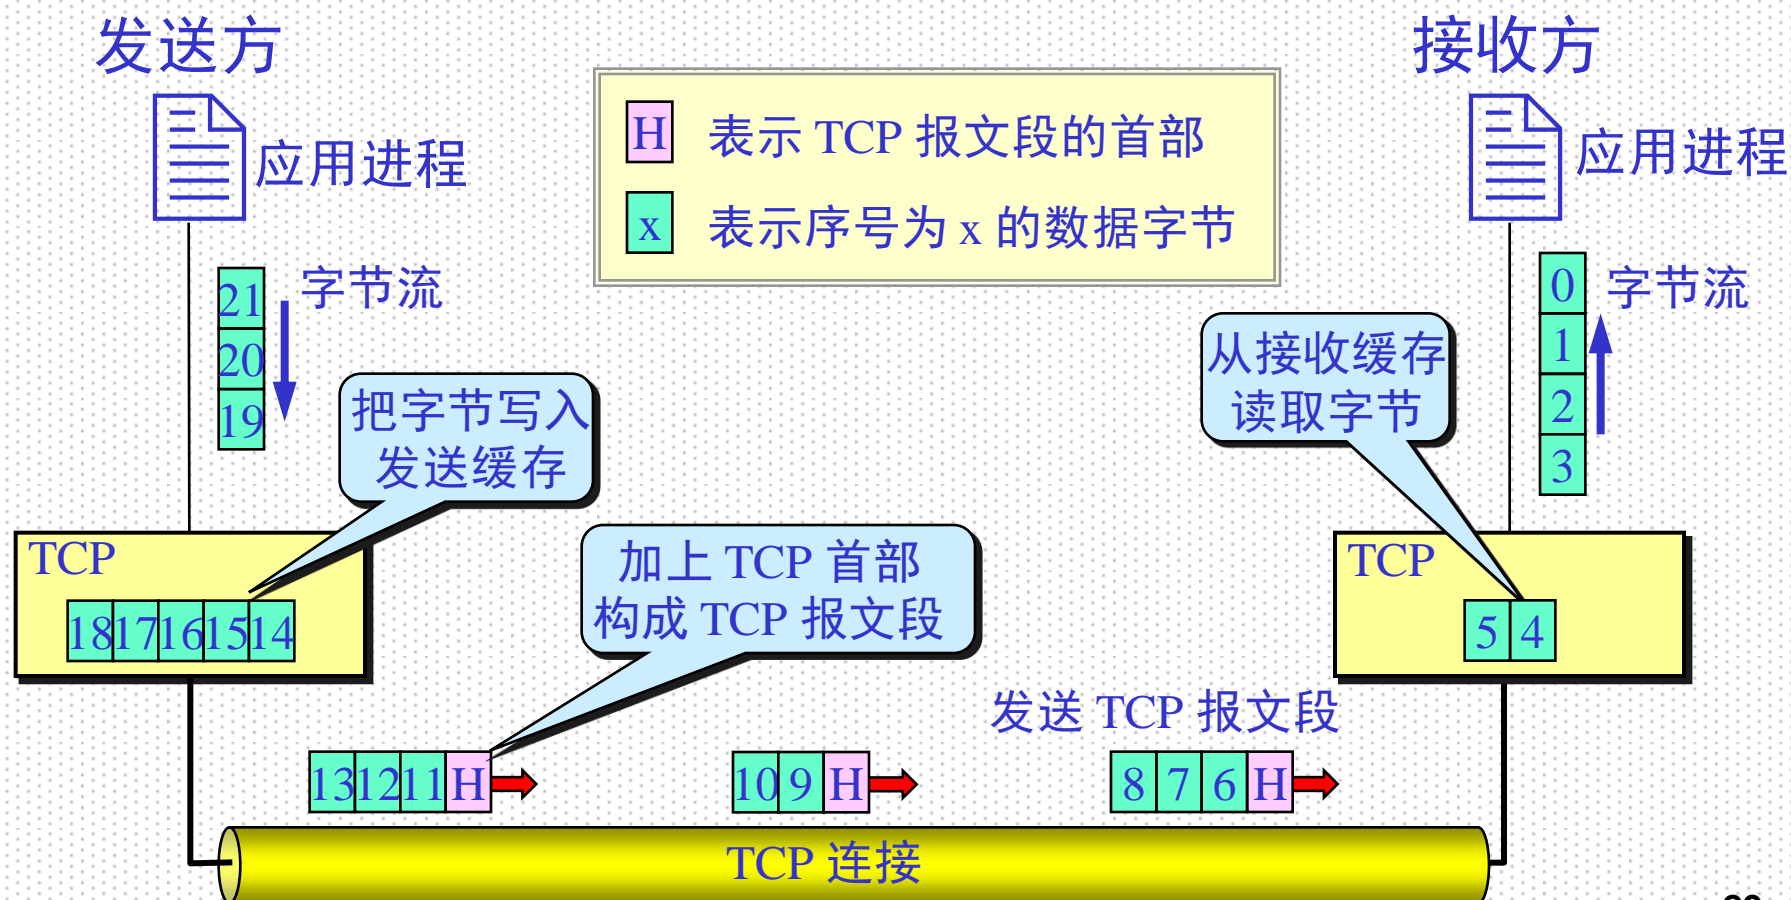 发送方
接收方
H 表示 TCP 报文段的首部
x 表示序号为 x 的数据字节
应用进程
应用进程
字节流
21
20
19
字节流
0
1
2
3
把字节写入
发送缓存
从接收缓存
读取字节
加上 TCP 首部
构成 TCP 报文段
TCP
18 17 16 15 14
TCP
5 4
发送 TCP 报文段
13 12 11 H
10 9 H
8 7 6 H
TCP 连接